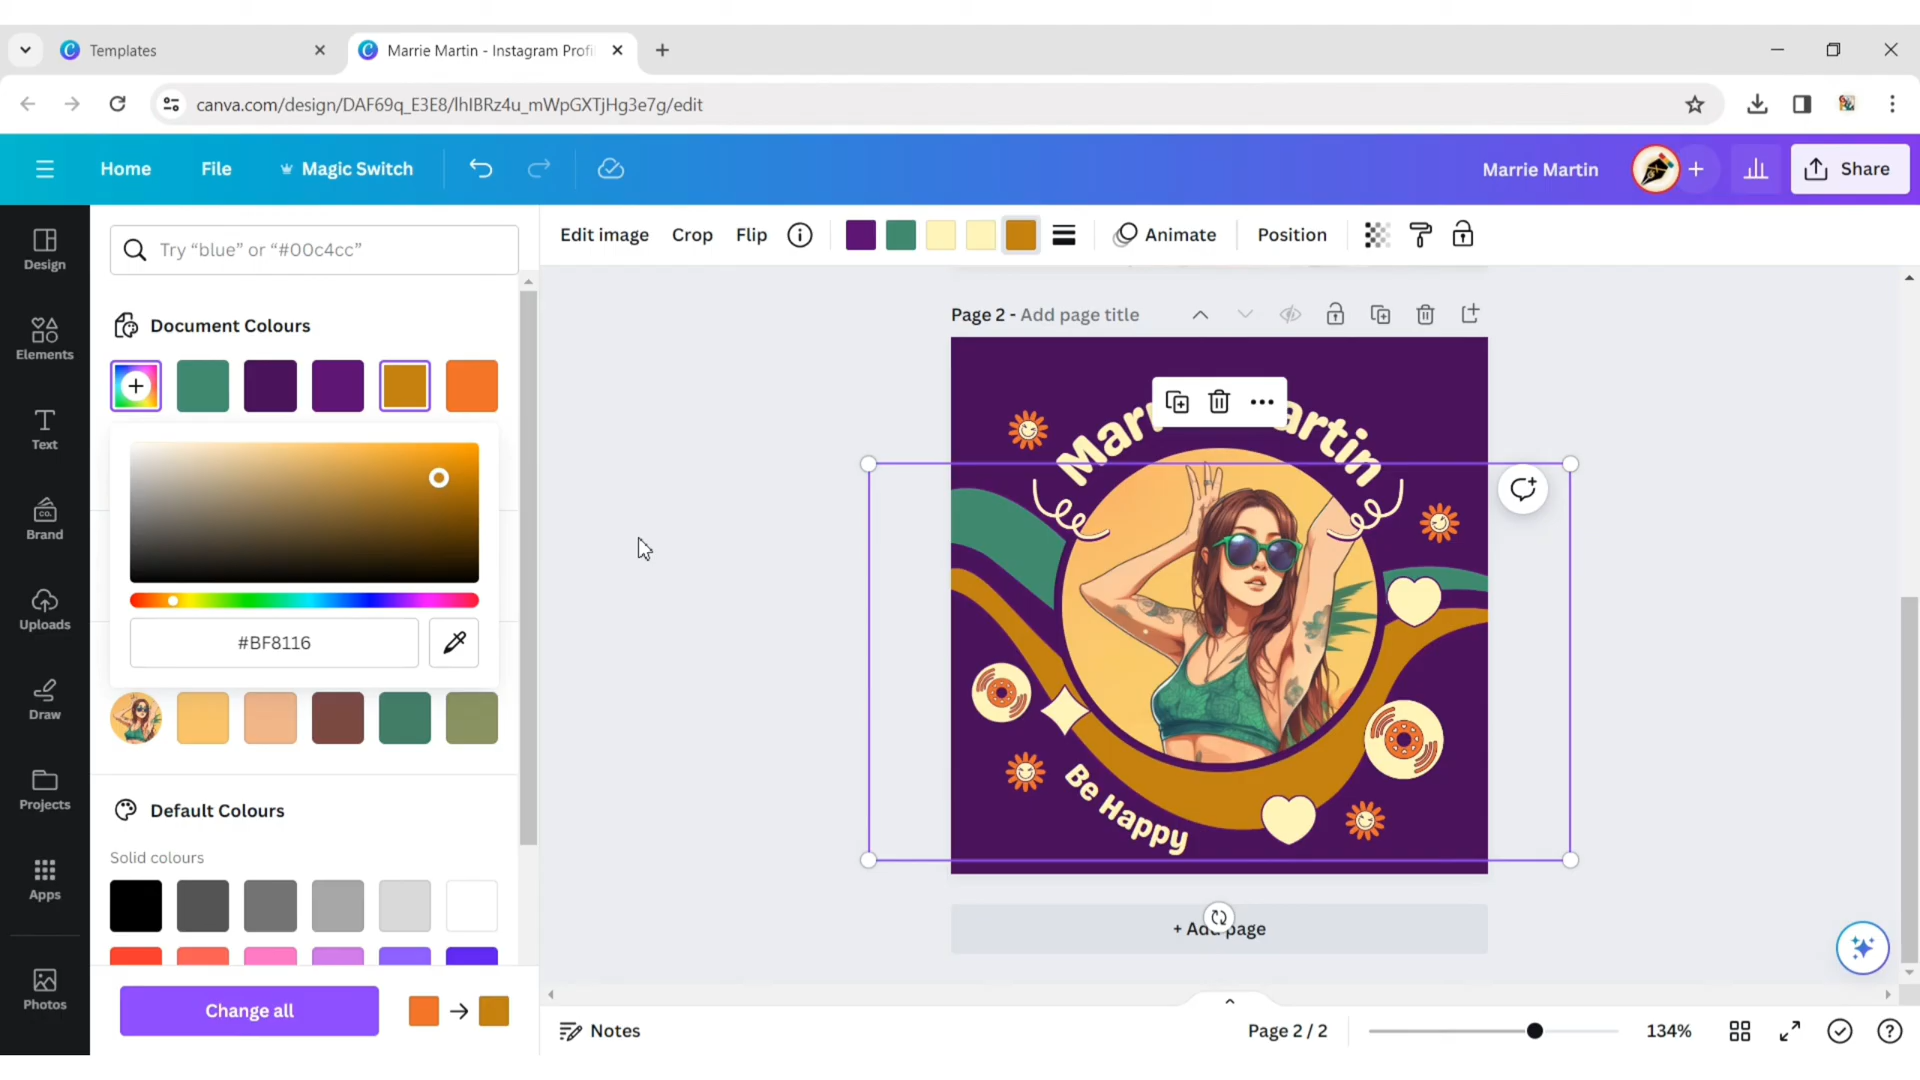 Templates
Marrie Martin - Instagram Profi
canva.com/design/DAF69q_E3E8/lhIBRz4u_mWpGXTjHg3e7g/edit
Home
File
Magic Switch
Marrie Martin
Share
Design
Elements
Text
CO.
Brand
Uploads
Draw
Projects
Apps
Photos
Try “blue” or “#00c4cc”
Document Colours
#BF8116
Default Colours
Solid colours
Change all
Edit image
Crop
Flip
Animate
Position
Page 2 - Add page title
Be Happy
+ Add page
Notes
Page 2 / 2
134%